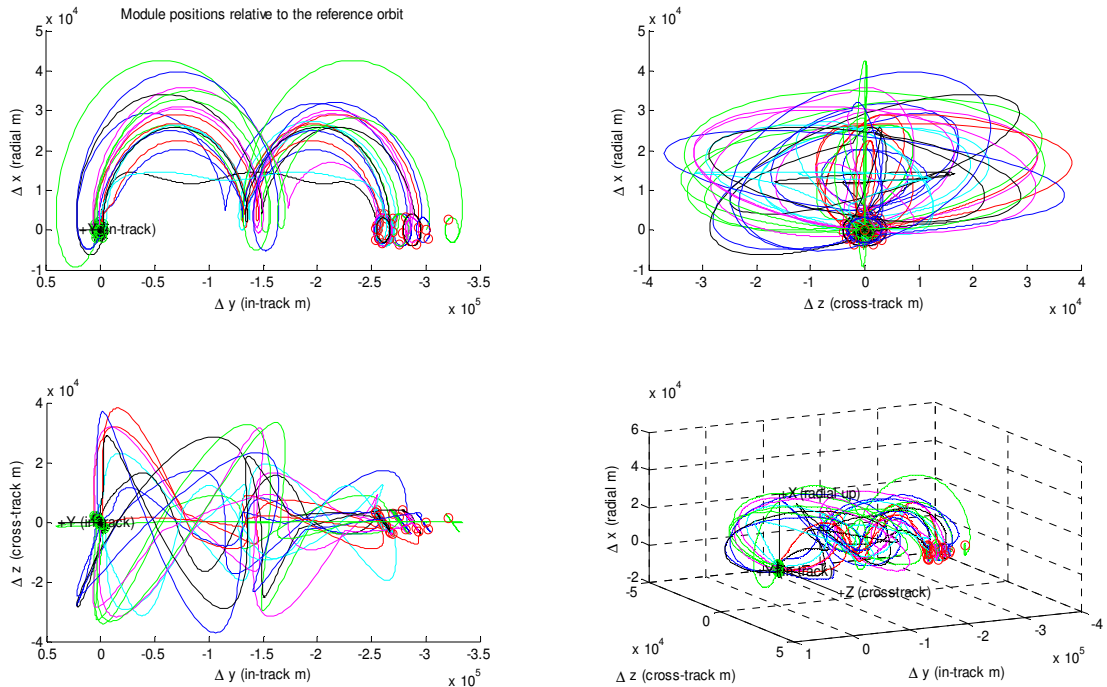 Module positions relative to the reference orbit
x 10^4
5
4
3
2
1
0
-1
Δ x (radial m)
+Y (in-track)
0.5 0 -0.5 -1 -1.5 -2 -2.5 -3 -3.5
x 10^5
Δ y (in-track m)
x 10^4
5
4
3
2
1
0
-1
Δ x (radial m)
-4 -3 -2 -1 0 1 2 3 4
x 10^4
Δ z (cross-track m)
x 10^4
4
2
0
-2
-4
Δ z (cross-track m)
+Y (in-track)
0.5 0 -0.5 -1 -1.5 -2 -2.5 -3 -3.5
x 10^5
Δ y (in-track m)
x 10^4
6
4
2
0
-2
Δ x (radial m)
+X (radial up)
+Y (in-track)
+Z (crosstrack)
-5
0
5
x 10^4
Δ z (cross-track m)
1 0 -1 -2 -3 -4
x 10^5
Δ y (in-track m)